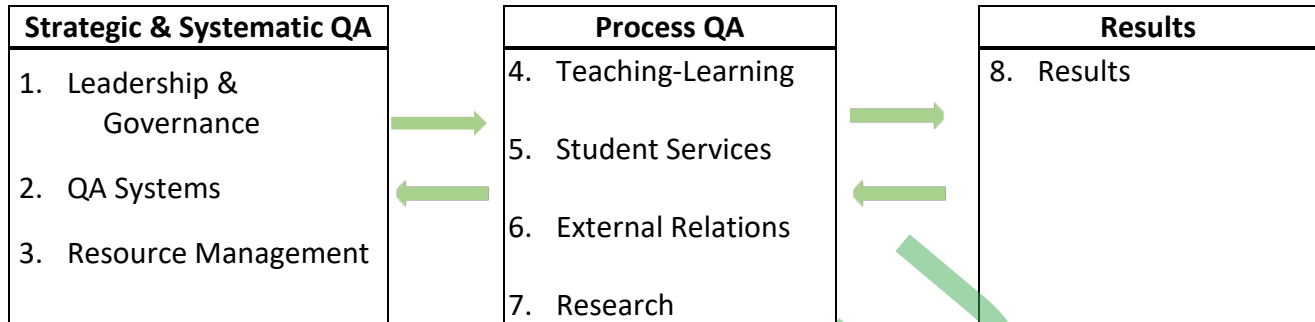 Strategic & Systematic QA
1. Leadership &
Governance
2. QA Systems
3. Resource Management
Process QA
4. Teaching-Learning
5. Student Services
6. External Relations
7. Research
Results
8. Results